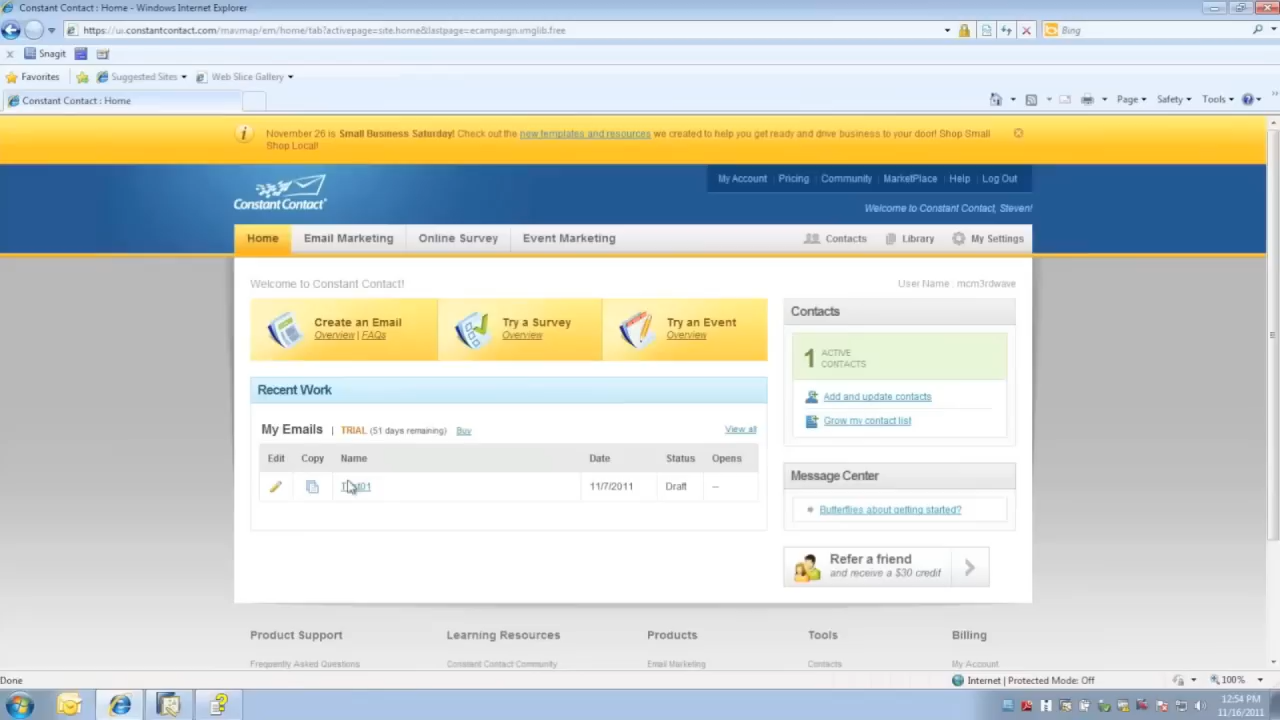 Constant Contact : Home - Windows Internet Explorer
https://ui.constantcontact.com/mavmap/em/home/tab?activepage=site.home&lastpage=ecampaign.imglib.free
Bing
Snagit
Favorites
Suggested Sites
Web Slice Gallery
Constant Contact : Home
Page
Safety
Tools
November 26 is Small Business Saturday! Check out the new templates and resources we created to help you get ready and drive business to your door! Shop Small
Shop Local!
Constant Contact
My Account
Pricing
Community
MarketPlace
Help
Log Out
Welcome to Constant Contact, Steven!
Home
Email Marketing
Online Survey
Event Marketing
Contacts
Library
My Settings
Welcome to Constant Contact!
User Name : mcm3rdwave
Create an Email
Overview | FAQs
Try a Survey
Overview
Try an Event
Overview
Contacts
1 ACTIVE
CONTACTS
Add and update contacts
Grow my contact list
Recent Work
My Emails | TRIAL (51 days remaining) Buy
View all
Edit Copy Name Date Status Opens
11/7/2011 Draft --
Message Center
Butterflies about getting started?
Refer a friend
and receive a $30 credit
Product Support
Learning Resources
Products
Tools
Billing
Frequently Asked Questions
Constant Contact Community
Email Marketing
Contacts
My Account
Done
Internet | Protected Mode: Off
100%
12:54 PM
11/16/2011